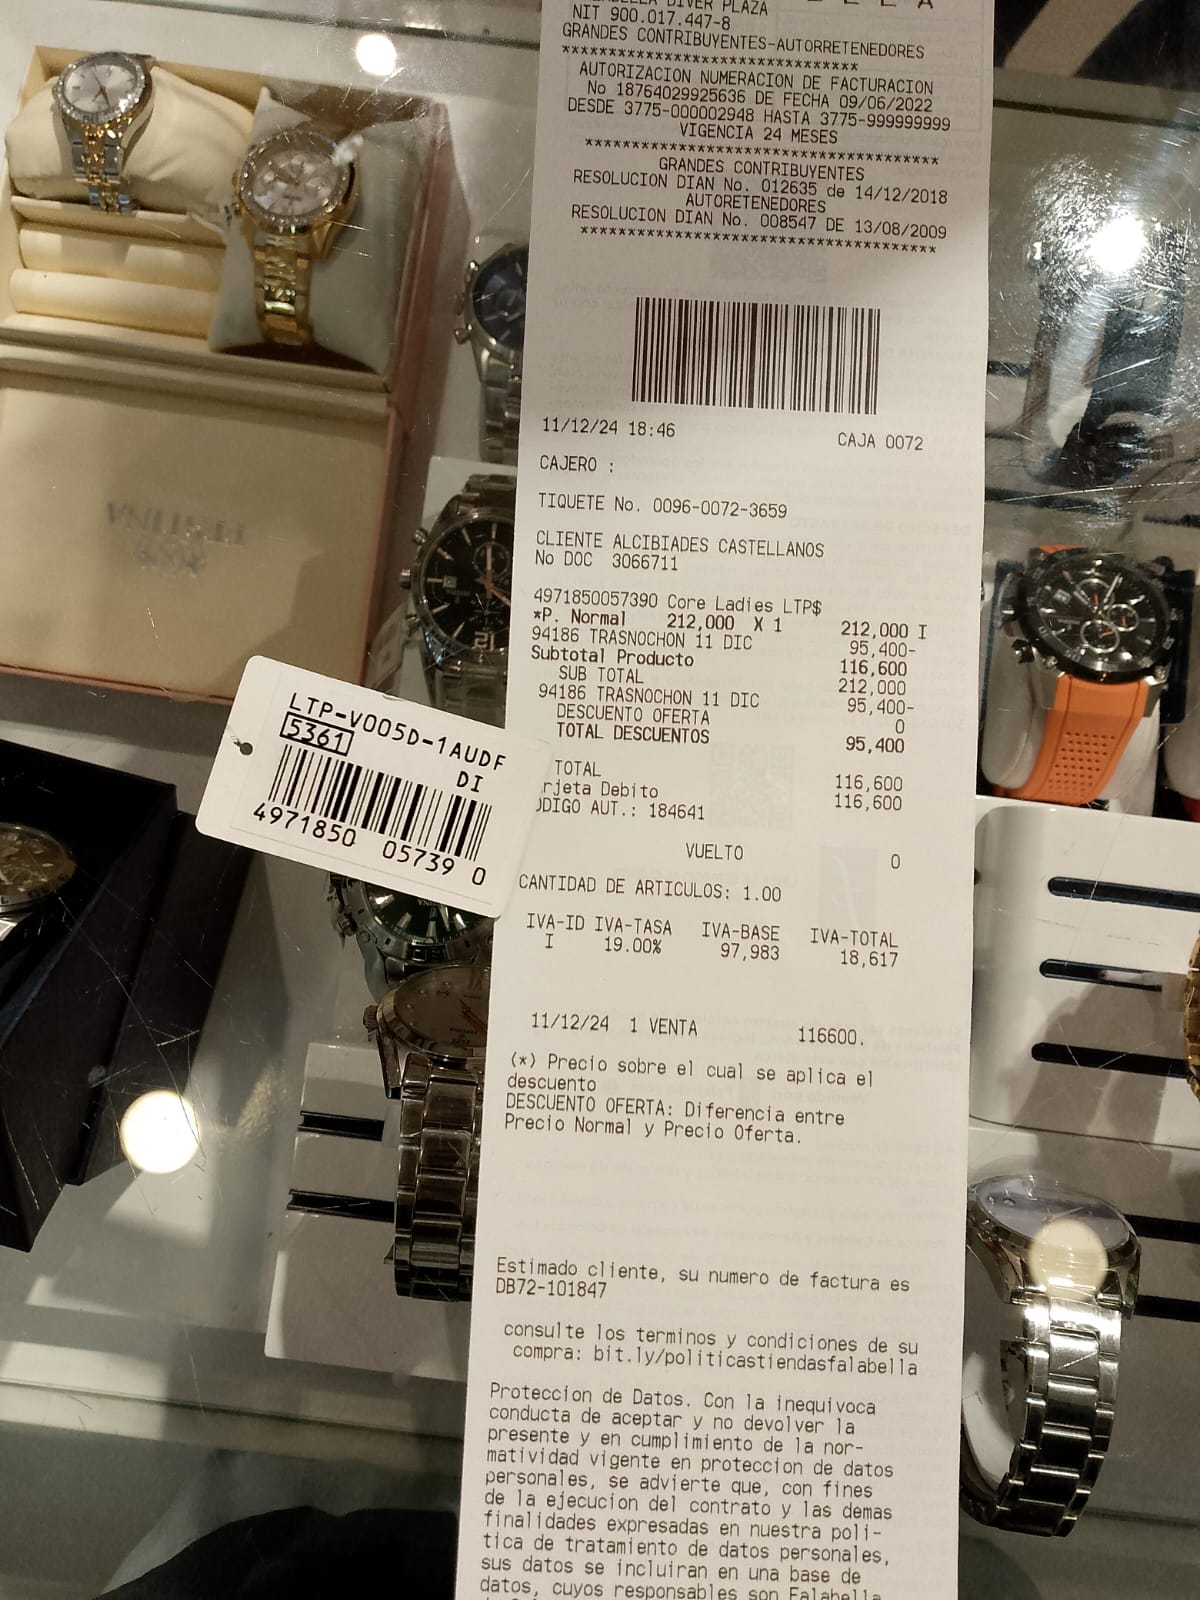 DIVER PLAZA
NIT 900.017.447-8
GRANDES CONTRIBUYENTES-AUTORRETENEDORES
********************************
AUTORIZACION NUMERACION DE FACTURACION
No 18764029925636 DE FECHA 09/06/2022
DESDE 3775-000002948 HASTA 3775-999999999
VIGENCIA 24 MESES
**************************************
GRANDES CONTRIBUYENTES
RESOLUCION DIAN No. 012635 de 14/12/2018
AUTORETENEDORES
RESOLUCION DIAN No. 008547 DE 13/08/2009
**************************************
11/12/24 18:46 CAJA 0072
CAJERO :
TIQUETE No. 0096-0072-3659
CLIENTE ALCIBIADES CASTELLANOS
No DOC 3066711
4971850057390 Core Ladies LTP$
*P. Normal 212,000 X 1 212,000 I
94186 TRASNOCHON 11 DIC 95,400-
Subtotal Producto 116,600
SUB TOTAL 212,000
94186 TRASNOCHON 11 DIC 95,400-
DESCUENTO OFERTA 0
TOTAL DESCUENTOS 95,400
TOTAL 116,600
rjeta Debito 116,600
ODIGO AUT.: 184641
VUELTO 0
CANTIDAD DE ARTICULOS: 1.00
IVA-ID IVA-TASA IVA-BASE IVA-TOTAL
I 19.00% 97,983 18,617
11/12/24 1 VENTA 116600.
(*) Precio sobre el cual se aplica el
descuento
DESCUENTO OFERTA: Diferencia entre
Precio Normal y Precio Oferta.
Estimado cliente, su numero de factura es
DB72-101847
consulte los terminos y condiciones de su
compra: bit.ly/politicastiendasfalabella
Proteccion de Datos. Con la inequivoca
conducta de aceptar y no devolver la
presente y en cumplimiento de la nor-
matividad vigente en proteccion de datos
personales, se advierte que, con fines
de la ejecucion del contrato y las demas
finalidades expresadas en nuestra poli-
tica de tratamiento de datos personales,
sus datos se incluiran en una base de
datos, cuyos responsables son Falabella
LTP-V005D-1AUDF
5361 DI
4971850 05739 0
FESTINA